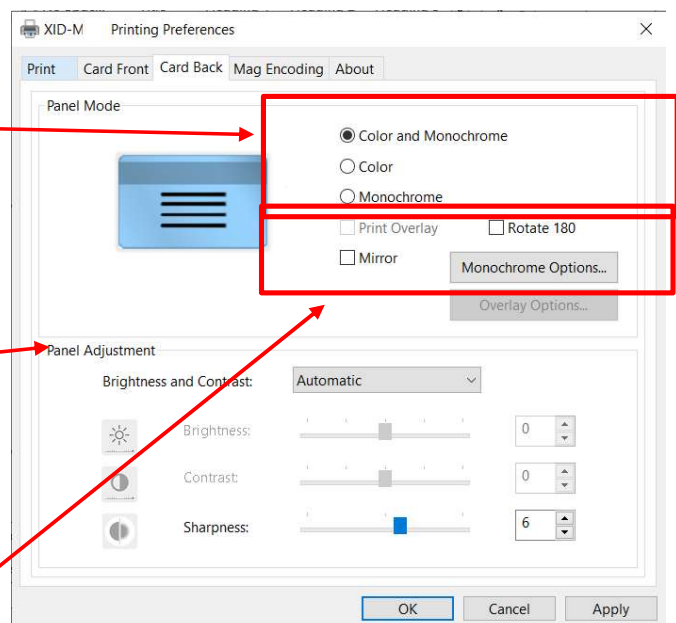 XID-M Printing Preferences
Print Card Front Card Back Mag Encoding About
Panel Mode
Color and Monochrome
Color
Monochrome
Print Overlay Rotate 180
Mirror Monochrome Options...
Overlay Options...
Panel Adjustment
Brightness and Contrast: Automatic
Brightness: 0
Contrast: 0
Sharpness: 6
OK Cancel Apply